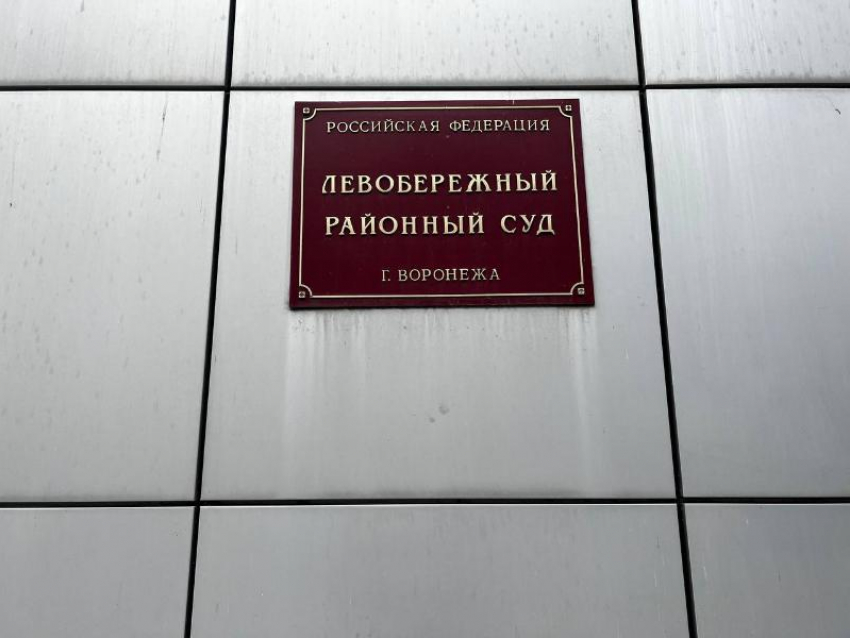 РОССИЙСКАЯ ФЕДЕРАЦИЯ
ЛЕВОБЕРЕЖНЫЙ
РАЙОННЫЙ СУД
Г. ВОРОНЕЖА